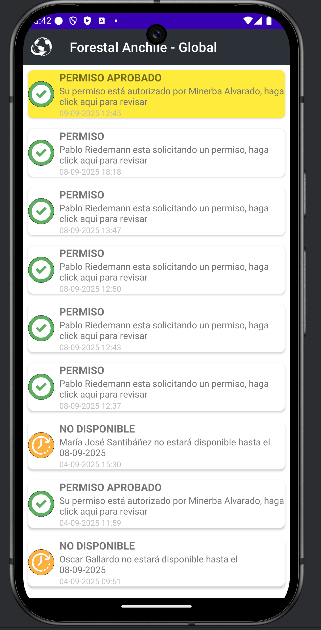 5:42
Forestal Anchile - Global
PERMISO APROBADO
Su permiso está autorizado por Minerba Alvarado, haga
click aquí para revisar
09-09-2025 12:45
PERMISO
Pablo Riedemann esta solicitando un permiso, haga
click aqui para revisar
08-09-2025 18:18
PERMISO
Pablo Riedemann esta solicitando un permiso, haga
click aqui para revisar
08-09-2025 13:47
PERMISO
Pablo Riedemann esta solicitando un permiso, haga
click aqui para revisar
08-09-2025 12:50
PERMISO
Pablo Riedemann esta solicitando un permiso, haga
click aqui para revisar
08-09-2025 12:43
PERMISO
Pablo Riedemann esta solicitando un permiso, haga
click aqui para revisar
08-09-2025 12:37
NO DISPONIBLE
María José Santibáñez no estará disponible hasta el
08-09-2025
04-09-2025 15:30
PERMISO APROBADO
Su permiso está autorizado por Minerba Alvarado, haga
click aquí para revisar
04-09-2025 11:59
NO DISPONIBLE
Oscar Gallardo no estará disponible hasta el
08-09-2025
04-09-2025 09:51